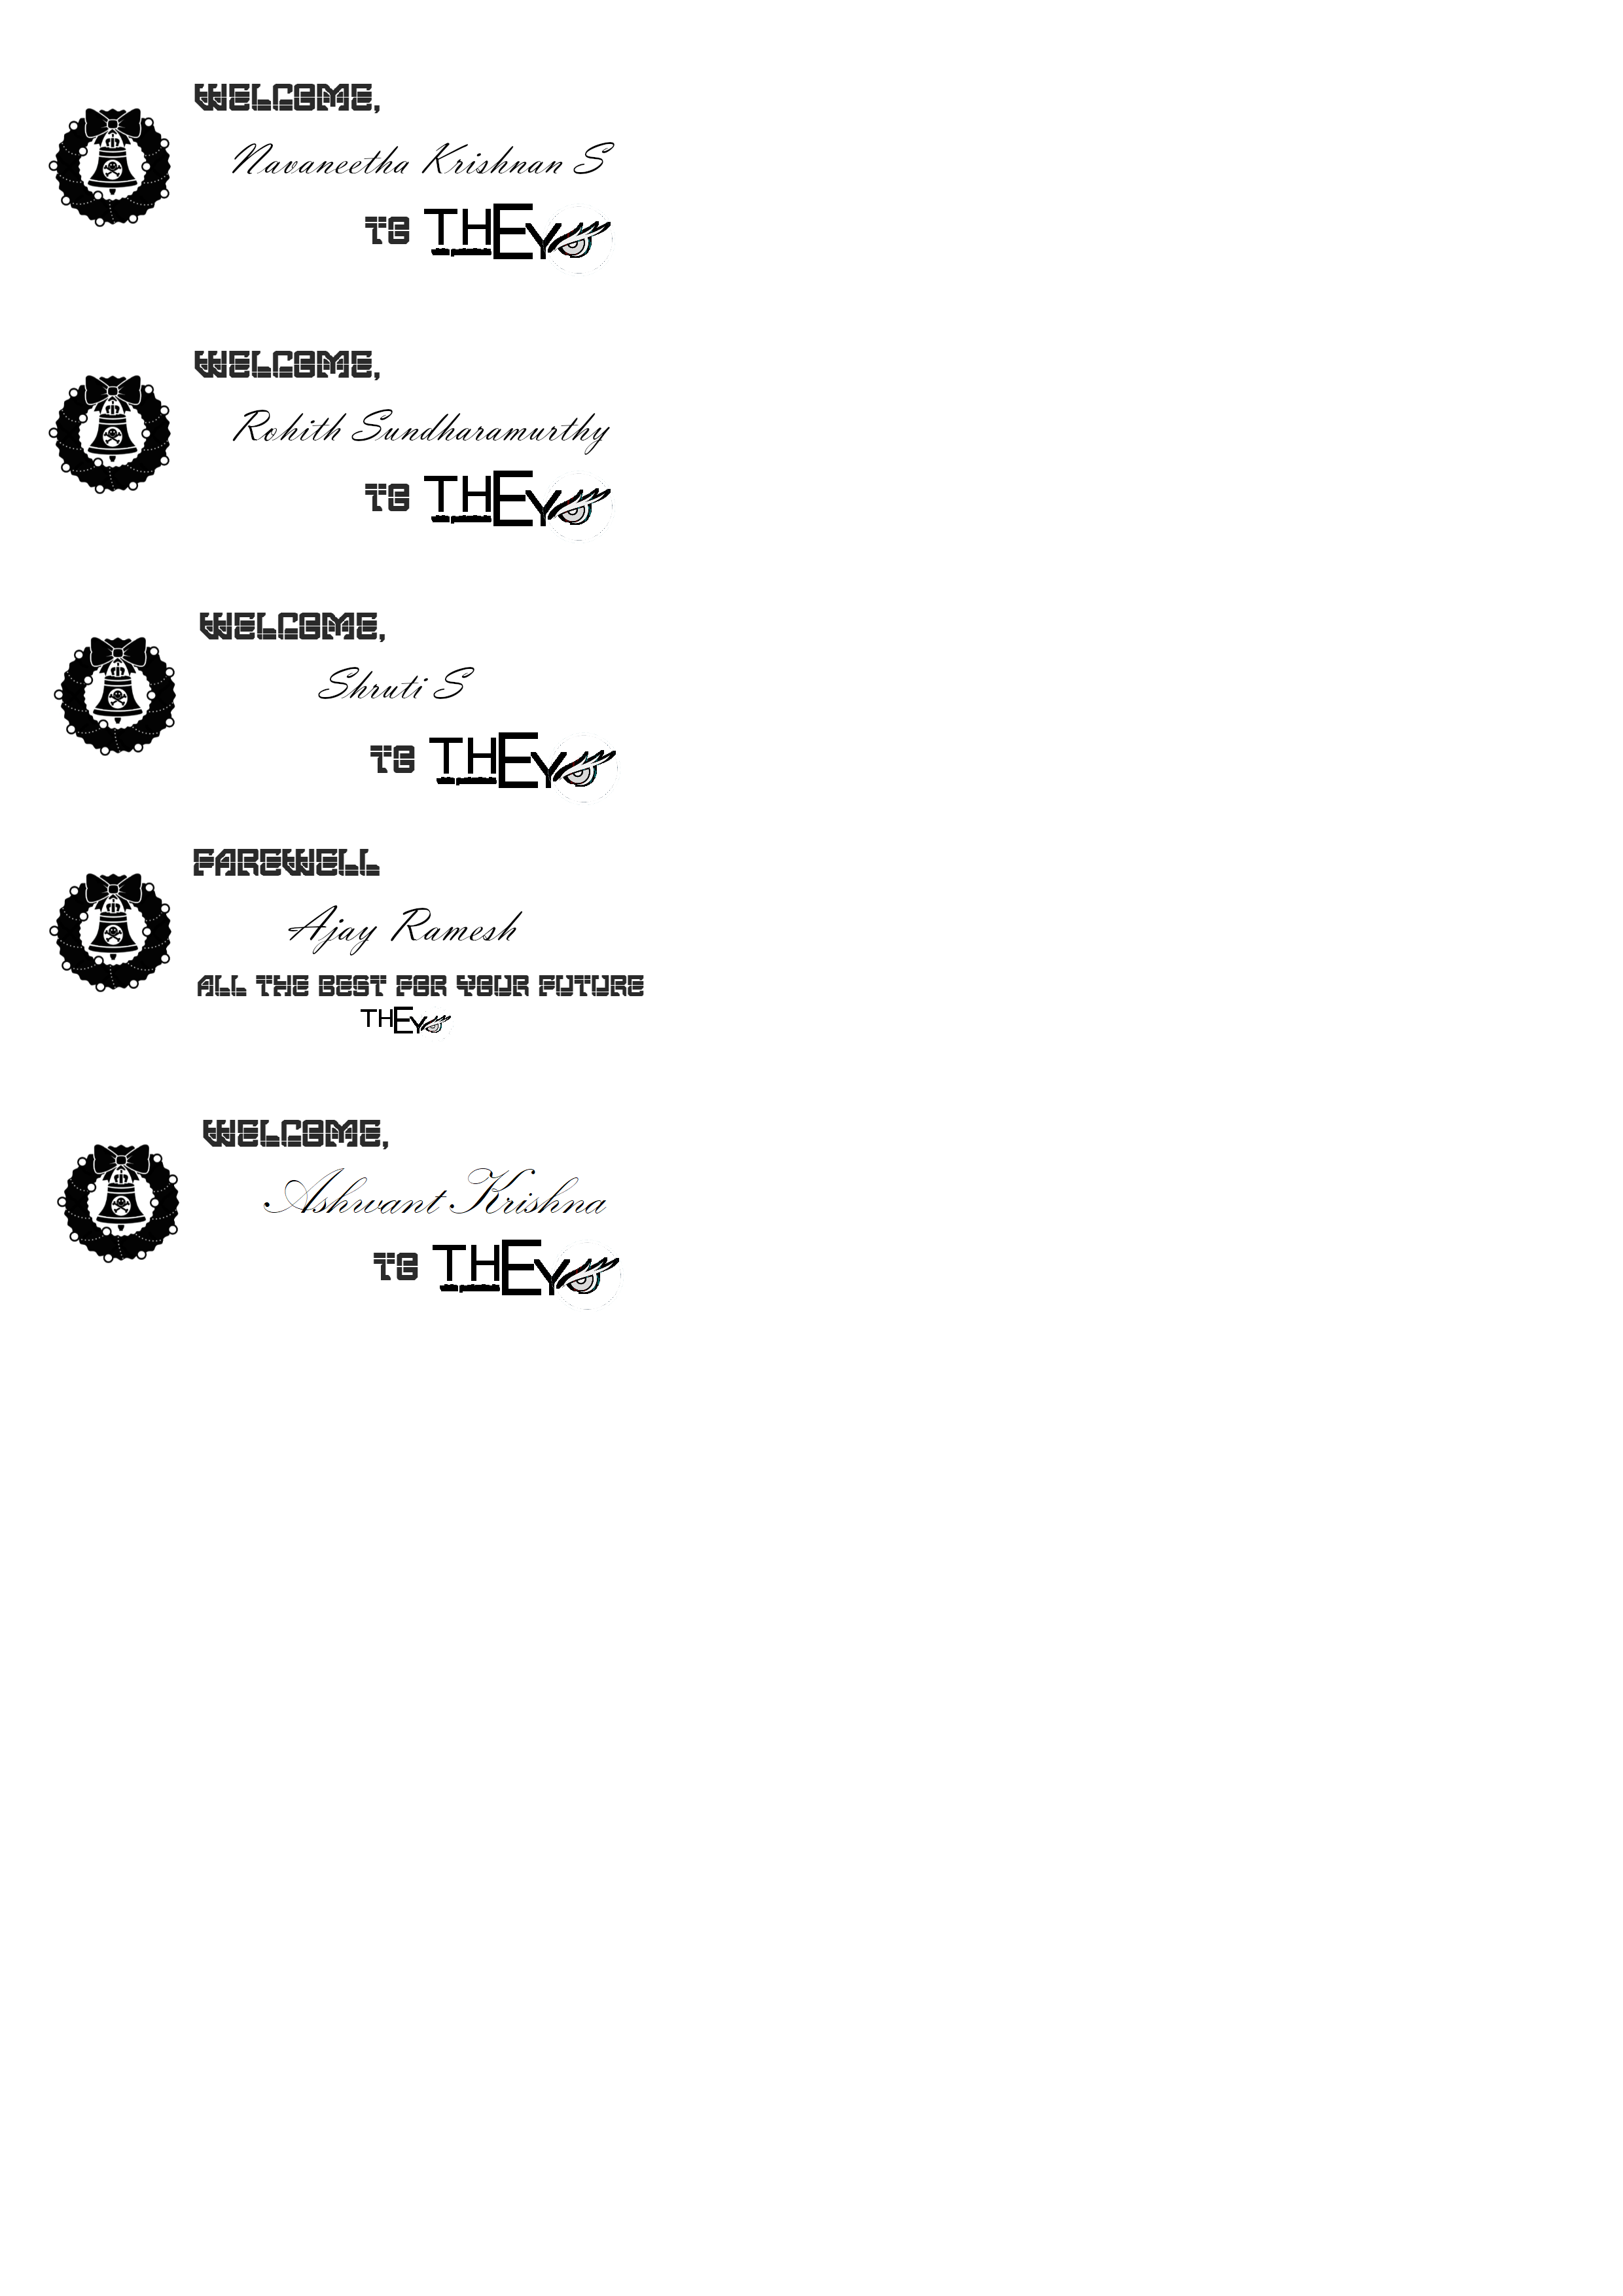 WELCOME,
Navaneetha Krishnan S
TO THEY
WELCOME,
Rohith Sundharamurthy
TO THEY
WELCOME,
Shruti S
TO THEY
FAREWELL
Ajay Ramesh
ALL THE BEST FOR YOUR FUTURE
THEY
WELCOME,
Ashwant Krishna
TO THEY